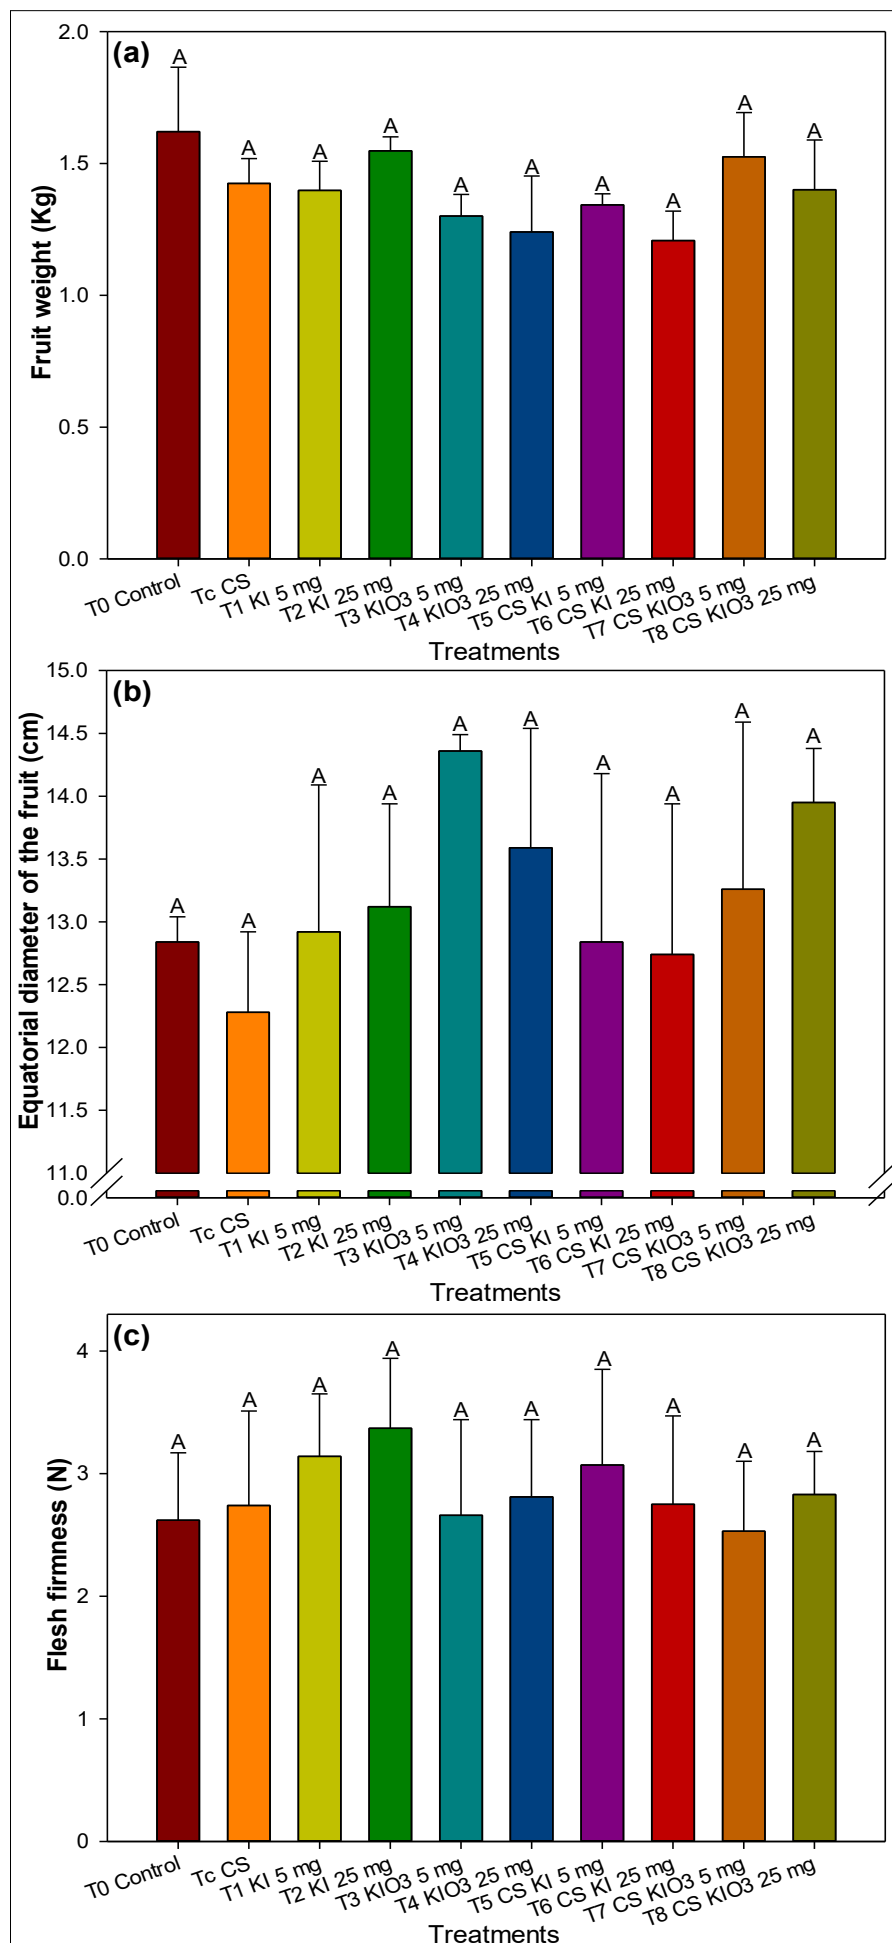 (a)
Fruit weight (Kg)
2.0
1.5
1.0
0.5
0.0
A A A A A A A A A A
T0 Control
Tc CS
T1 KI 5 mg
T2 KI 25 mg
T3 KIO3 5 mg
T4 KIO3 25 mg
T5 CS KI 5 mg
T6 CS KI 25 mg
T7 CS KIO3 5 mg
T8 CS KIO3 25 mg
Treatments
(b)
Equatorial diameter of the fruit (cm)
15.0
14.5
14.0
13.5
13.0
12.5
12.0
11.5
11.0
0.0
A A A A A A A A A A
T0 Control
Tc CS
T1 KI 5 mg
T2 KI 25 mg
T3 KIO3 5 mg
T4 KIO3 25 mg
T5 CS KI 5 mg
T6 CS KI 25 mg
T7 CS KIO3 5 mg
T8 CS KIO3 25 mg
Treatments
(c)
Flesh firmness (N)
4
3
2
1
0
A A A A A A A A A A
T0 Control
Tc CS
T1 KI 5 mg
T2 KI 25 mg
T3 KIO3 5 mg
T4 KIO3 25 mg
T5 CS KI 5 mg
T6 CS KI 25 mg
T7 CS KIO3 5 mg
T8 CS KIO3 25 mg
Treatments